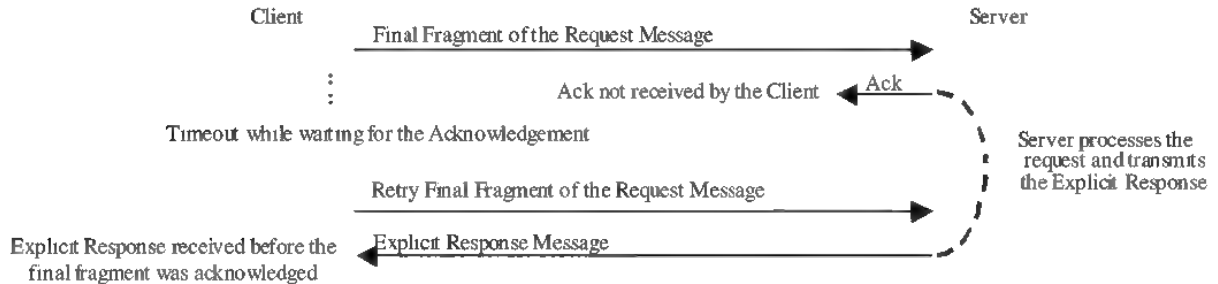 Client
Server
Final Fragment of the Request Message
Ack not received by the Client
Ack
Timeout while waiting for the Acknowledgement
Server processes the
request and transmits
the Explicit Response
Retry Final Fragment of the Request Message
Explicit Response Message
Explicit Response received before the
final fragment was acknowledged